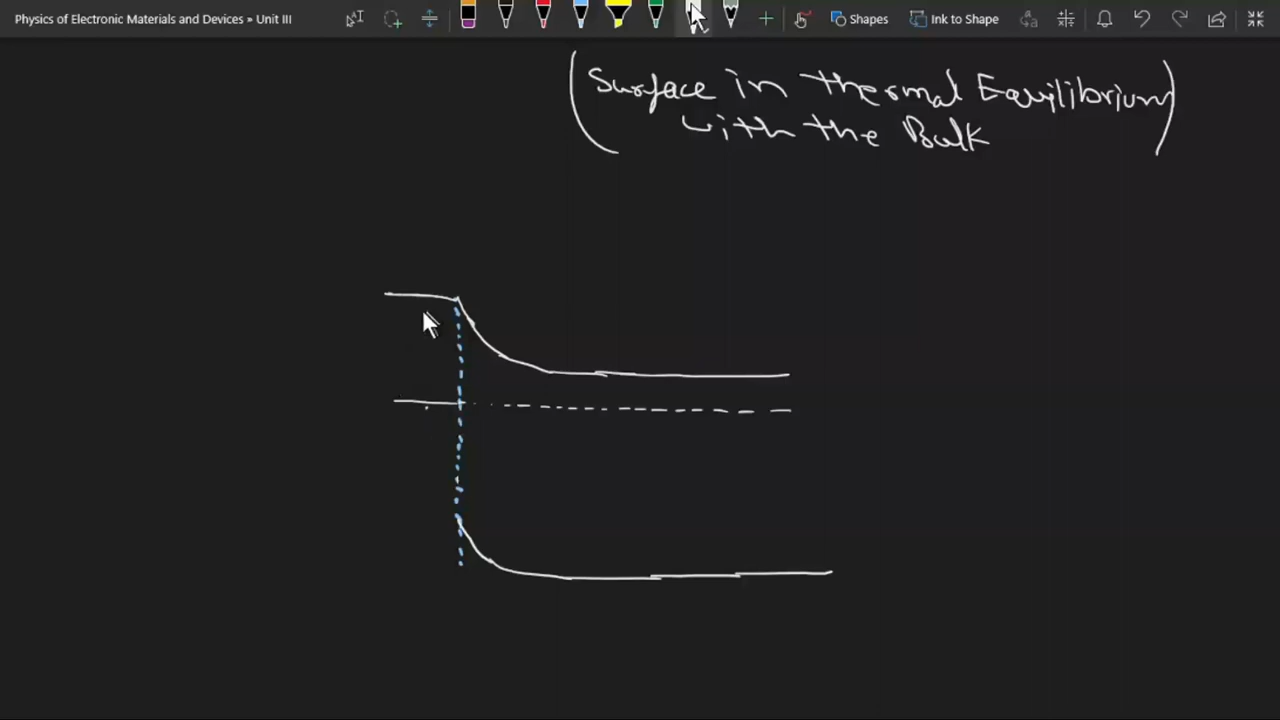 Physics of Electronic Materials and Devices » Unit III
Shapes
Ink to Shape
(Surface in thermal Equilibrium
with the Bulk)